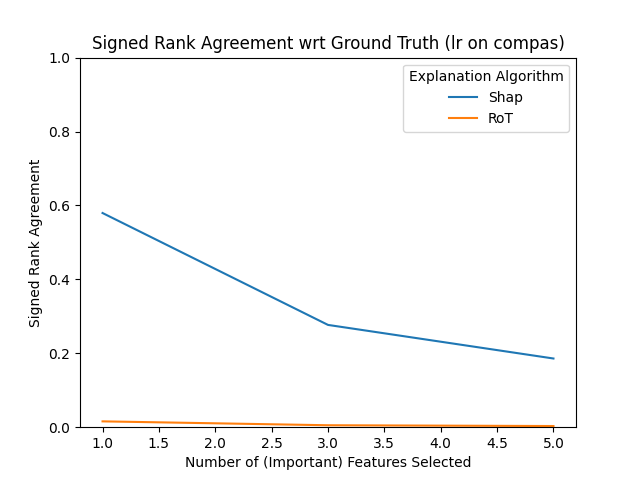 Signed Rank Agreement wrt Ground Truth (lr on compas)
1.0
0.8
0.6
0.4
0.2
0.0
Signed Rank Agreement
Explanation Algorithm
Shap
RoT
1.0 1.5 2.0 2.5 3.0 3.5 4.0 4.5 5.0
Number of (Important) Features Selected